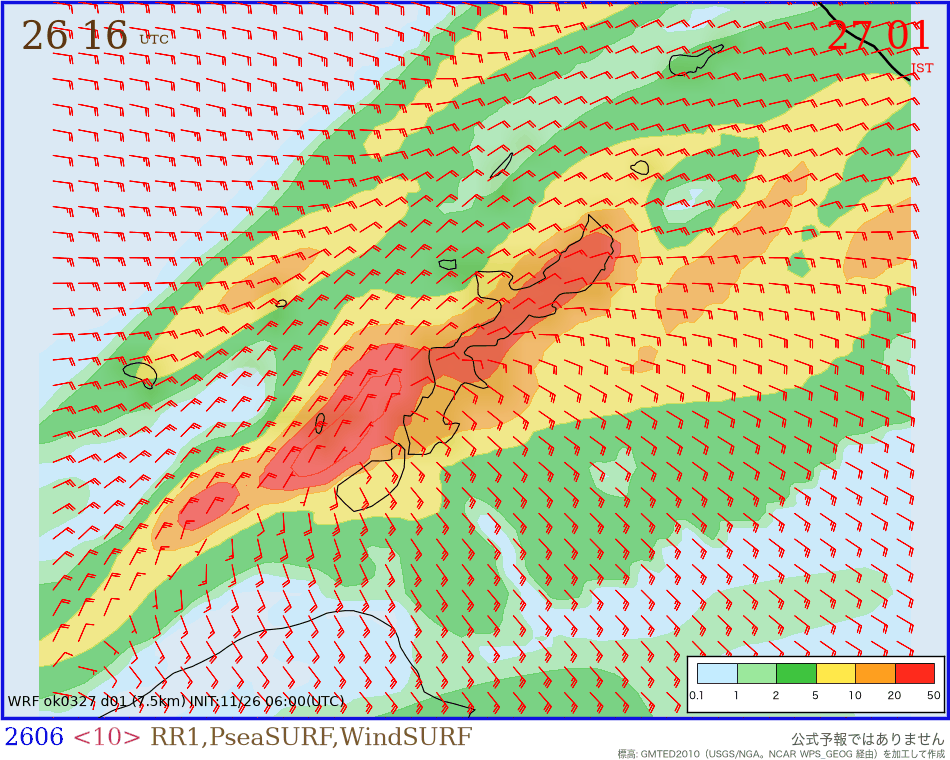 26 16 UTC
27 01
JST
WRF ok0327 d01 (7.5km) INIT:11/26 06:00(UTC)
0.1 1 2 5 10 20 50
2606 <10> RR1,PseaSURF,WindSURF
公式予報ではありません
標高: GMTED2010（USGS/NGA。NCAR WPS_GEOG 経由）を加工して作成